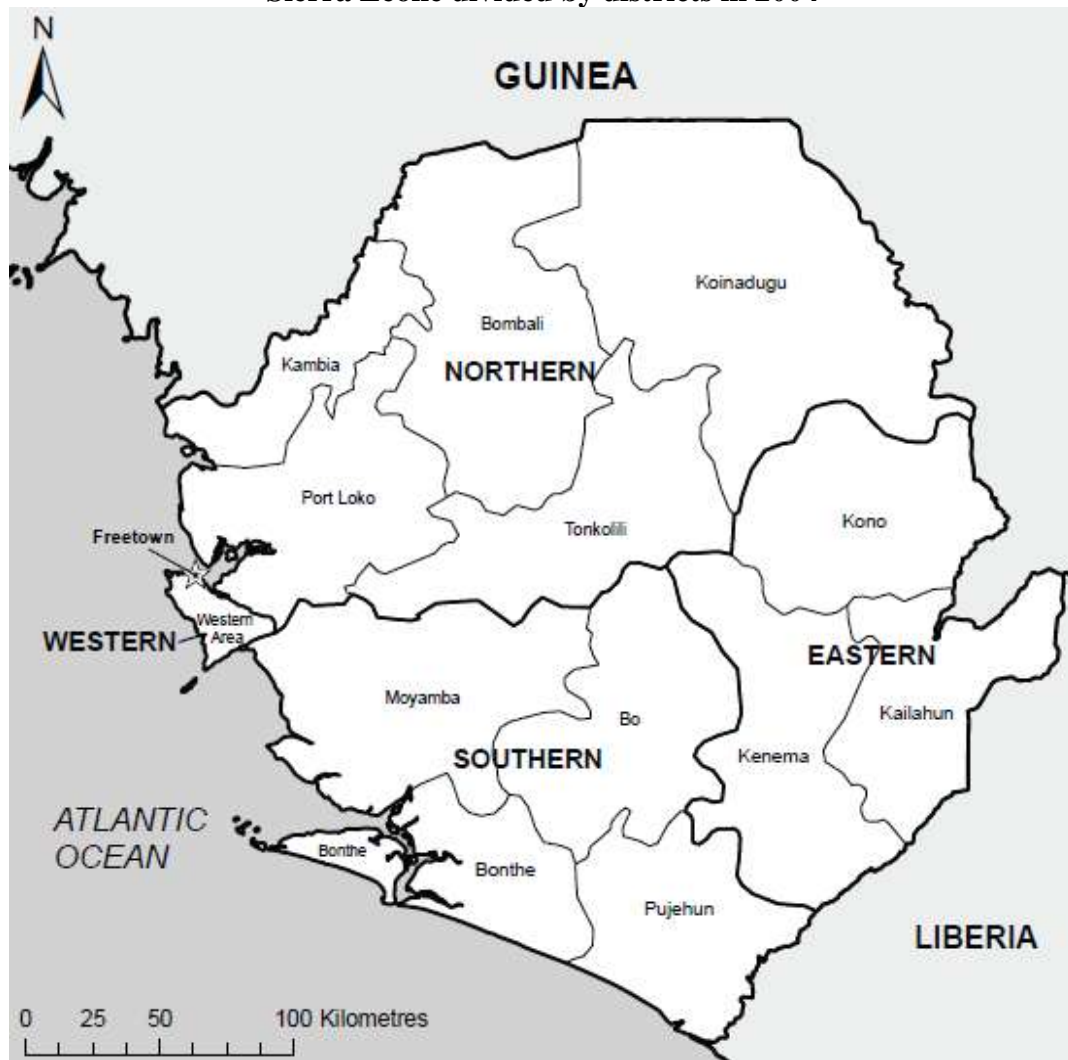 N
GUINEA
Koinadugu
Bombali
Kambia
NORTHERN
Port Loko
Kono
Tonkolili
Freetown
Western
Area
WESTERN
EASTERN
Moyamba
Kailahun
Bo
SOUTHERN
Kenema
ATLANTIC
OCEAN
Bonthe
Bonthe
Pujehun
LIBERIA
0 25 50 100 Kilometres